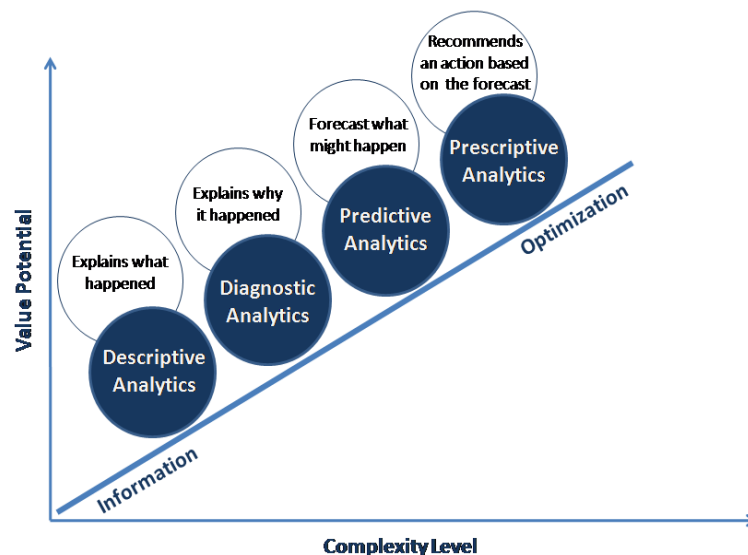 Recommends
an action based
on the forecast
Prescriptive
Analytics
Forecast what
might happen
Predictive
Analytics
Explains why
it happened
Diagnostic
Analytics
Explains what
happened
Descriptive
Analytics
Value Potential
Information
Optimization
Complexity Level